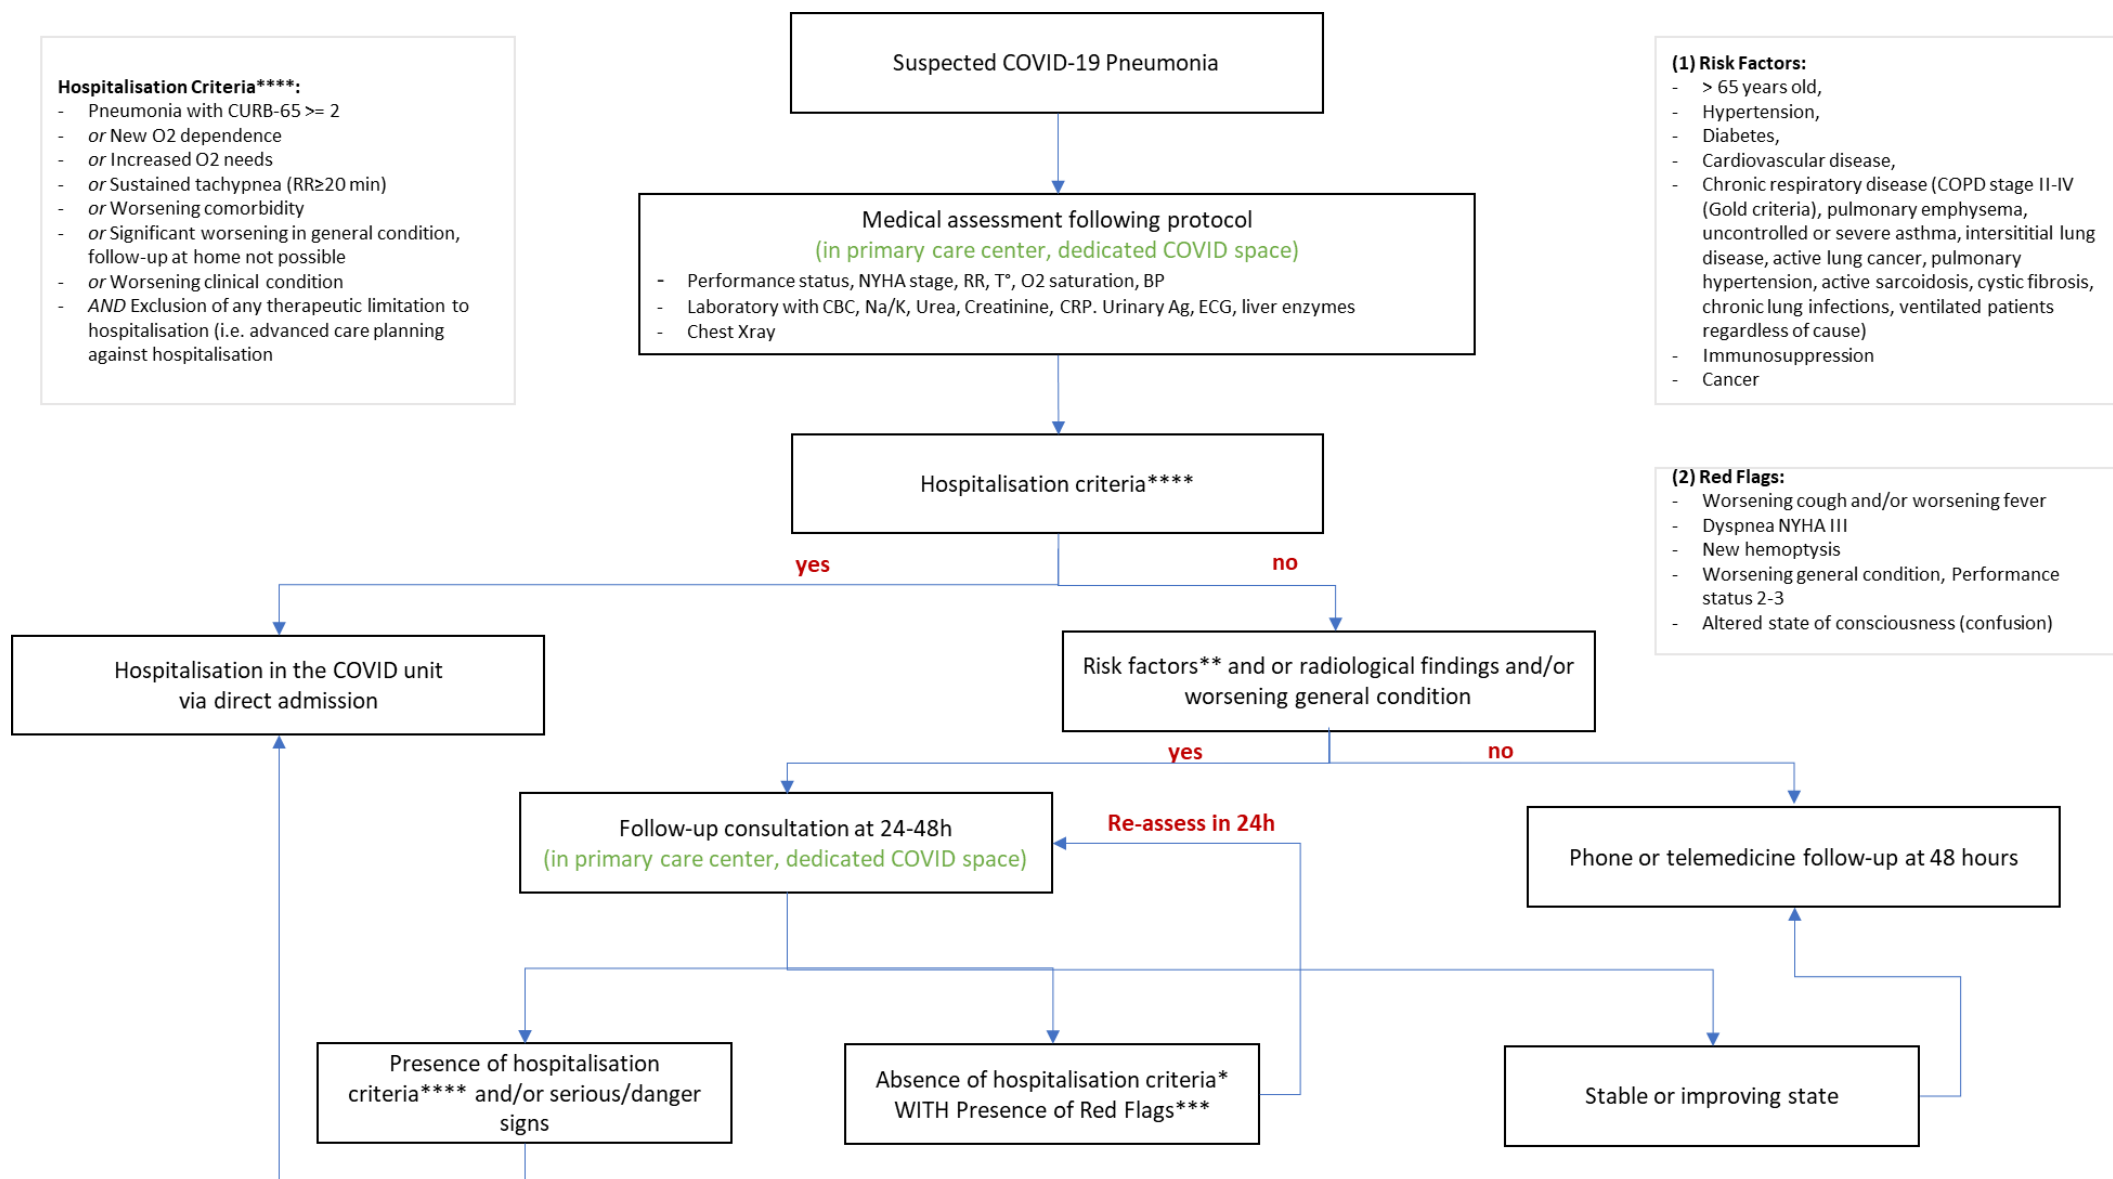 Suspected COVID-19 Pneumonia
Hospitalisation Criteria****:
- Pneumonia with CURB-65 >= 2
- or New O2 dependence
- or Increased O2 needs
- or Sustained tachypnea (RR≥20 min)
- or Worsening comorbidity
- or Significant worsening in general condition,
follow-up at home not possible
- or Worsening clinical condition
- AND Exclusion of any therapeutic limitation to
hospitalisation (i.e. advanced care planning
against hospitalisation
(1) Risk Factors:
- > 65 years old,
- Hypertension,
- Diabetes,
- Cardiovascular disease,
- Chronic respiratory disease (COPD stage II-IV
(Gold criteria), pulmonary emphysema,
uncontrolled or severe asthma, intersititial lung
disease, active lung cancer, pulmonary
hypertension, active sarcoidosis, cystic fibrosis,
chronic lung infections, ventilated patients
regardless of cause)
- Immunosuppression
- Cancer
Medical assessment following protocol
(in primary care center, dedicated COVID space)
- Performance status, NYHA stage, RR, T°, O2 saturation, BP
- Laboratory with CBC, Na/K, Urea, Creatinine, CRP. Urinary Ag, ECG, liver enzymes
- Chest Xray
Hospitalisation criteria****
(2) Red Flags:
- Worsening cough and/or worsening fever
- Dyspnea NYHA III
- New hemoptysis
- Worsening general condition, Performance
status 2-3
- Altered state of consciousness (confusion)
yes
no
Hospitalisation in the COVID unit
via direct admission
Risk factors** and or radiological findings and/or
worsening general condition
yes
no
Follow-up consultation at 24-48h
(in primary care center, dedicated COVID space)
Re-assess in 24h
Phone or telemedicine follow-up at 48 hours
Presence of hospitalisation
criteria**** and/or serious/danger
signs
Absence of hospitalisation criteria*
WITH Presence of Red Flags***
Stable or improving state